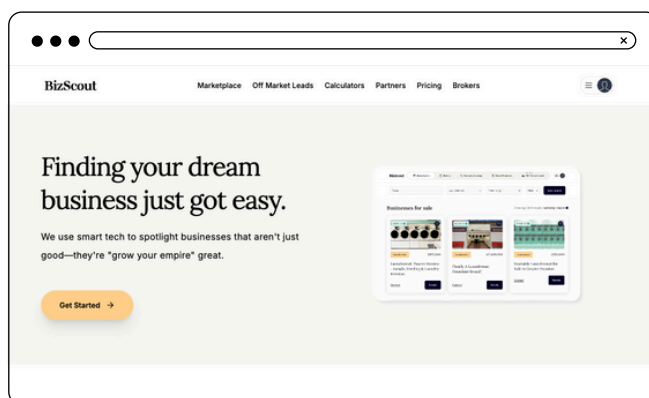 BizScout
Marketplace Off Market Leads Calculators Partners Pricing Brokers
Finding your dream
business just got easy.
We use smart tech to spotlight businesses that aren't just
good—they're "grow your empire" great.
Get Started →
BizScout
Businesses for sale